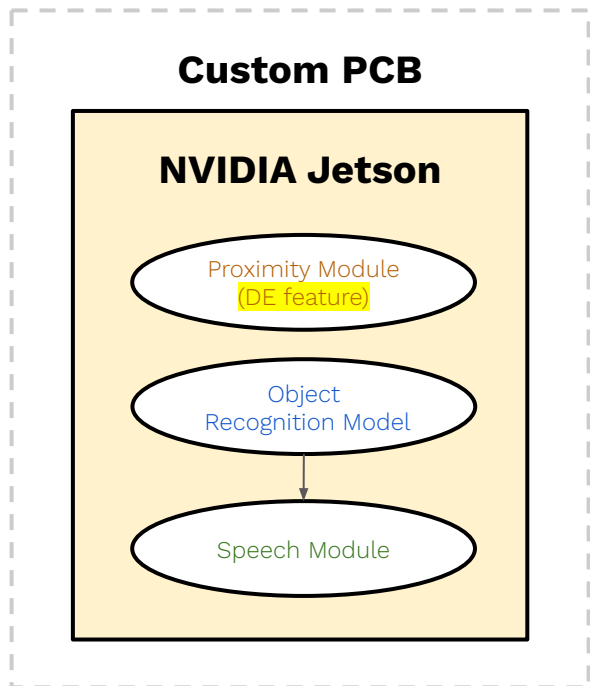 Custom PCB
NVIDIA Jetson
Proximity Module
(DE feature)
Object
Recognition Model
Speech Module